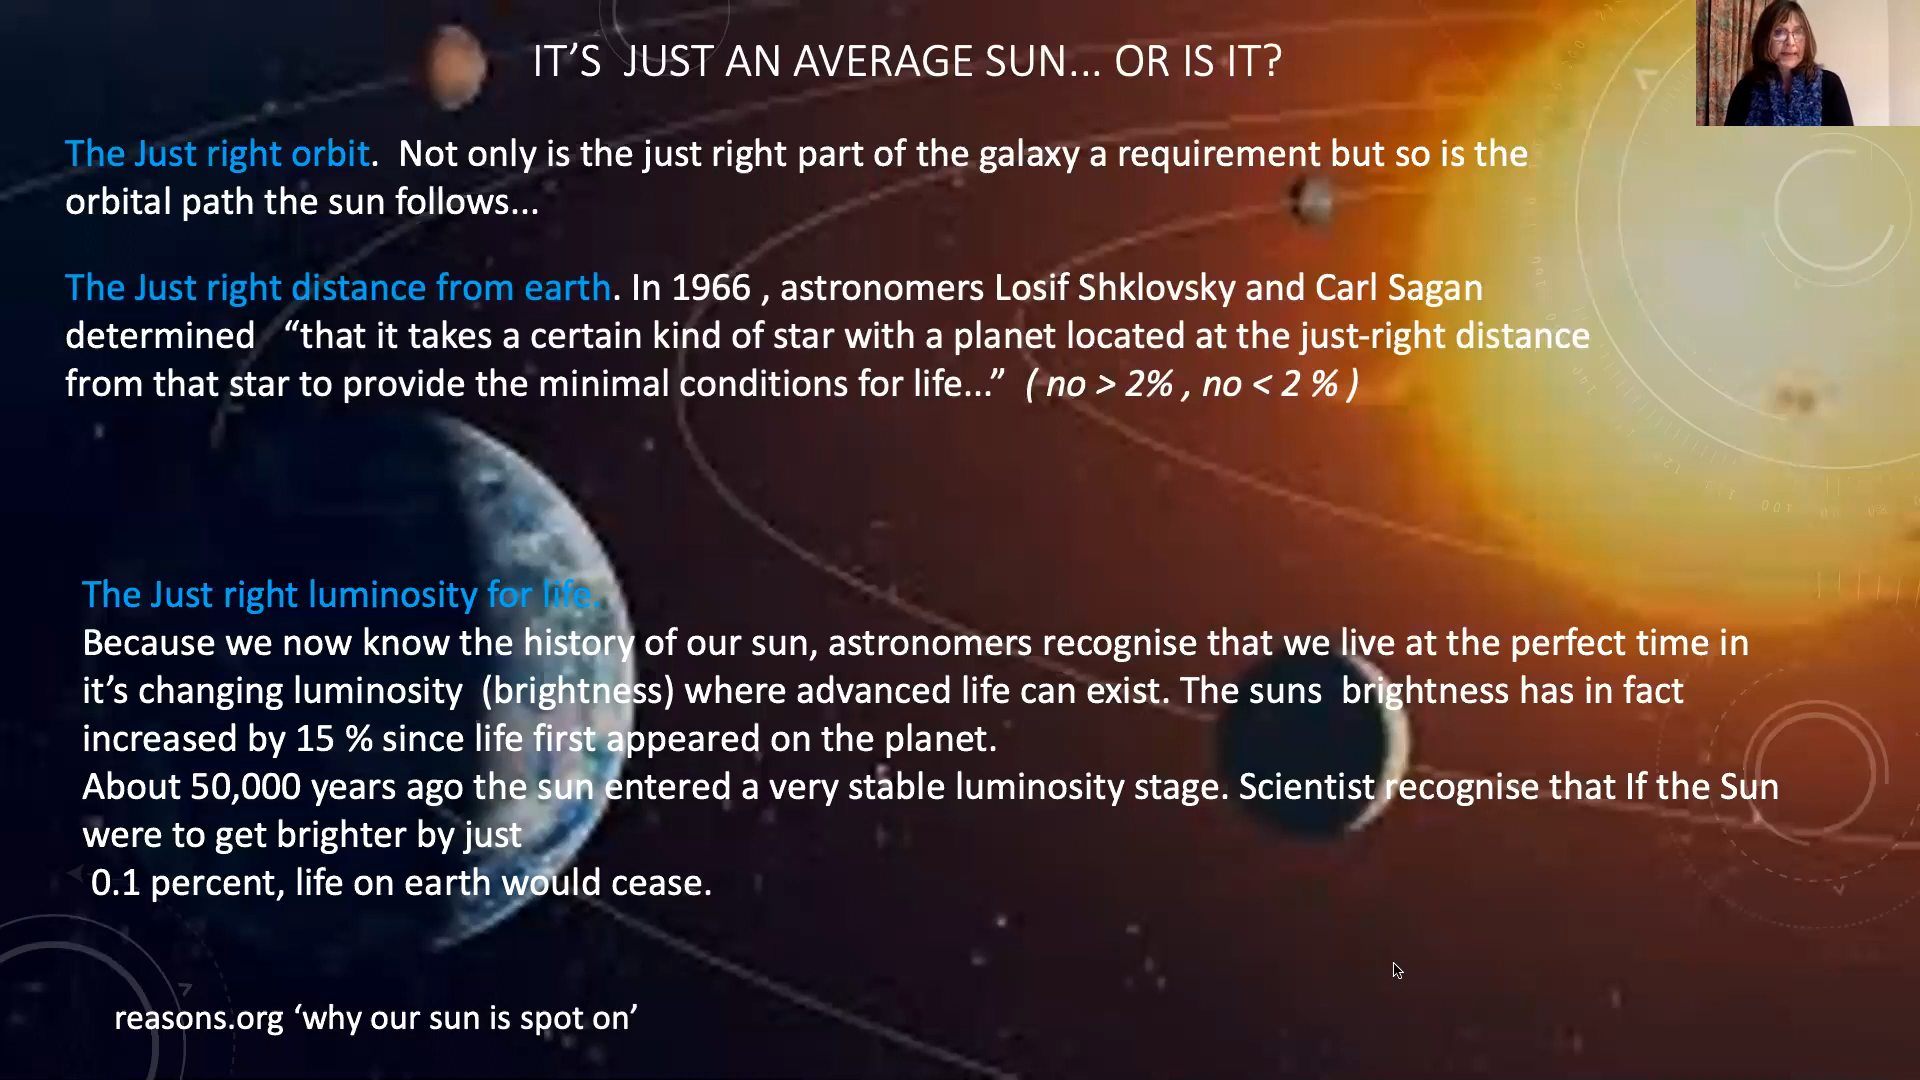 IT’S  JUST AN AVERAGE SUN... OR IS IT?
The Just right orbit.  Not only is the just right part of the galaxy a requirement but so is the
orbital path the sun follows...
The Just right distance from earth. In 1966 , astronomers Losif Shklovsky and Carl Sagan
determined   “that it takes a certain kind of star with a planet located at the just-right distance
from that star to provide the minimal conditions for life...”  ( no > 2% , no < 2 % )
The Just right luminosity for life.
Because we now know the history of our sun, astronomers recognise that we live at the perfect time in
it’s changing luminosity  (brightness) where advanced life can exist. The suns  brightness has in fact
increased by 15 % since life first appeared on the planet.
About 50,000 years ago the sun entered a very stable luminosity stage. Scientist recognise that If the Sun
were to get brighter by just
0.1 percent, life on earth would cease.
reasons.org ‘why our sun is spot on’